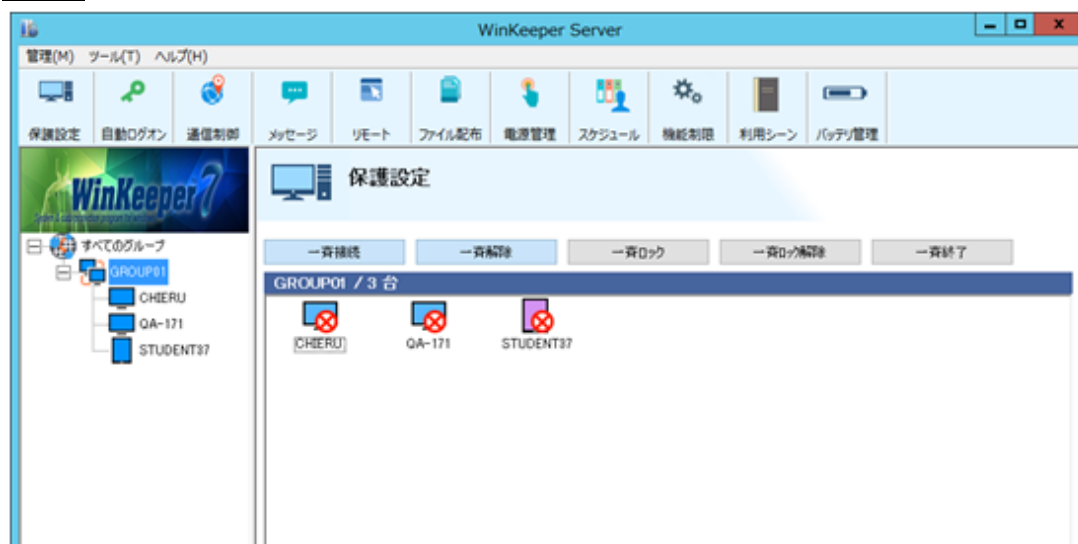 WinKeeper Server
管理(M) ツール(T) ヘルプ(H)
保護設定 自動ログオン 通信制御 メッセージ リモート ファイル配布 電源管理 スケジュール 機能制限 利用シーン バッテリ管理
WinKeeper 7
保護設定
すべてのグループ
GROUP01
CHIERU
QA-171
STUDENT37
一斉接続 一斉解除 一斉ロック 一斉ロック解除 一斉終了
GROUP01 / 3 台
CHIERU QA-171 STUDENT37